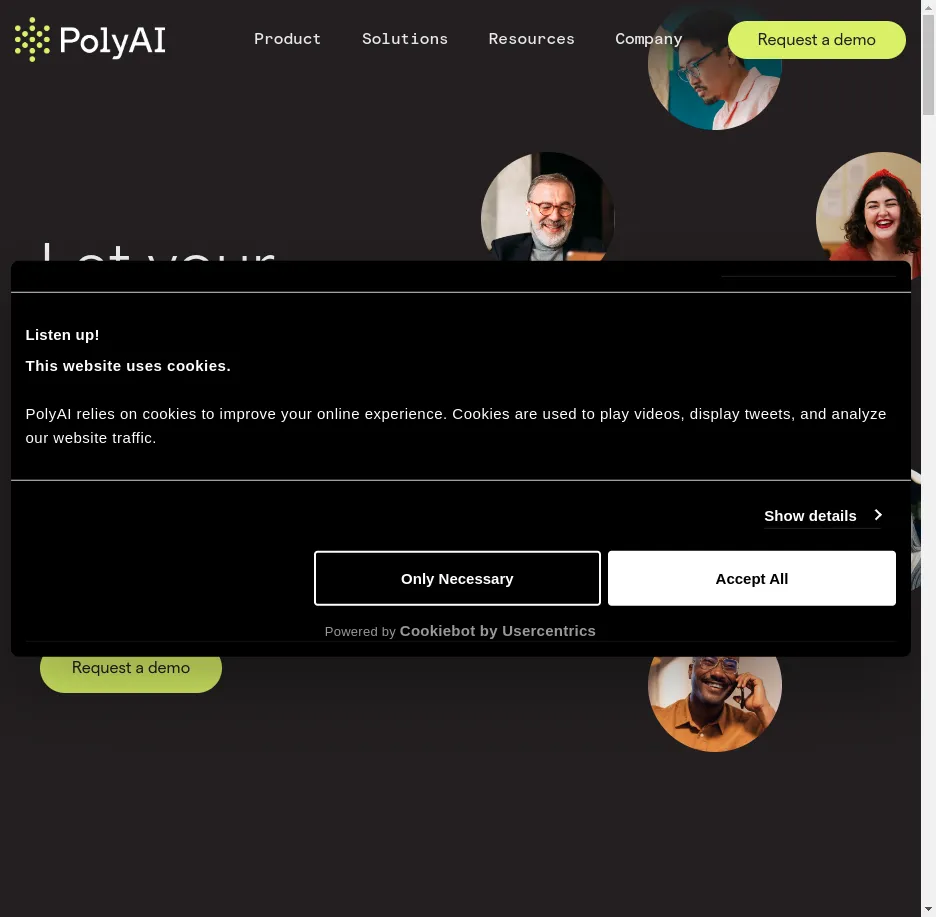 PolyAI
Product
Solutions
Resources
Company
Request a demo
Let your
Listen up!
This website uses cookies.
PolyAI relies on cookies to improve your online experience. Cookies are used to play videos, display tweets, and analyze
our website traffic.
Show details
Only Necessary
Accept All
Powered by Cookiebot by Usercentrics
Request a demo